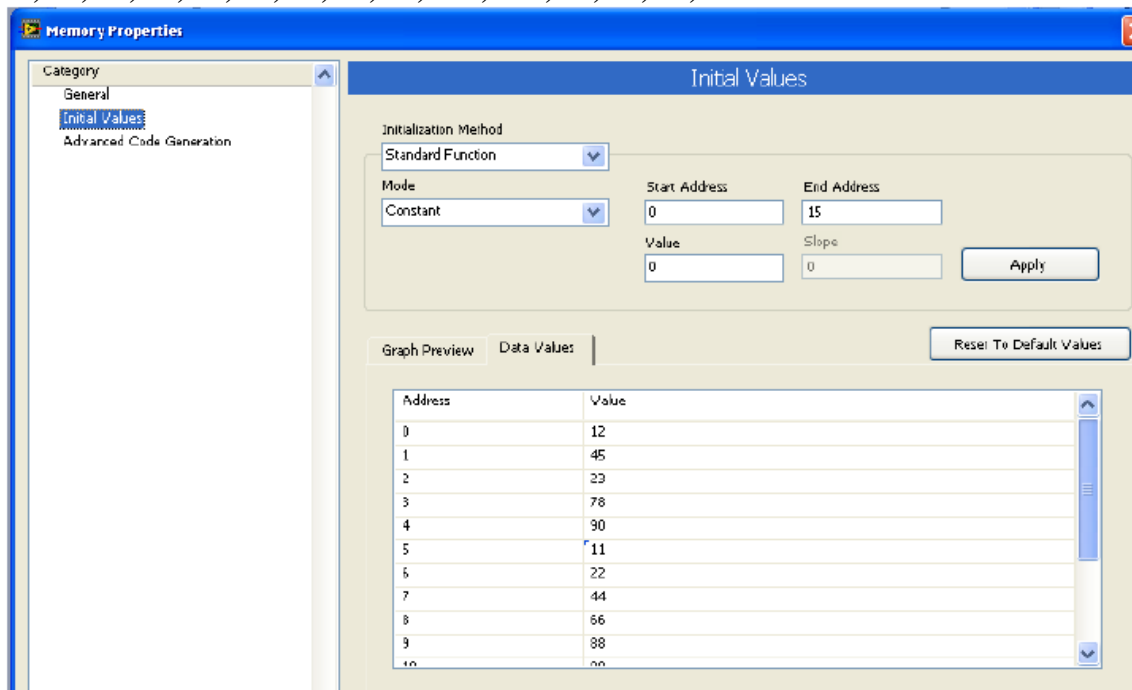 Memory Properties
Category
General
Initial Values
Advanced Code Generation
Initial Values
Initialization Method
Standard Function
Mode
Constant
Start Address
0
End Address
15
Value
0
Slope
0
Apply
Graph Preview
Data Values
Reset To Default Values
Address Value
0 12
1 45
2 23
3 78
4 90
5 11
6 22
7 44
8 66
9 88
10